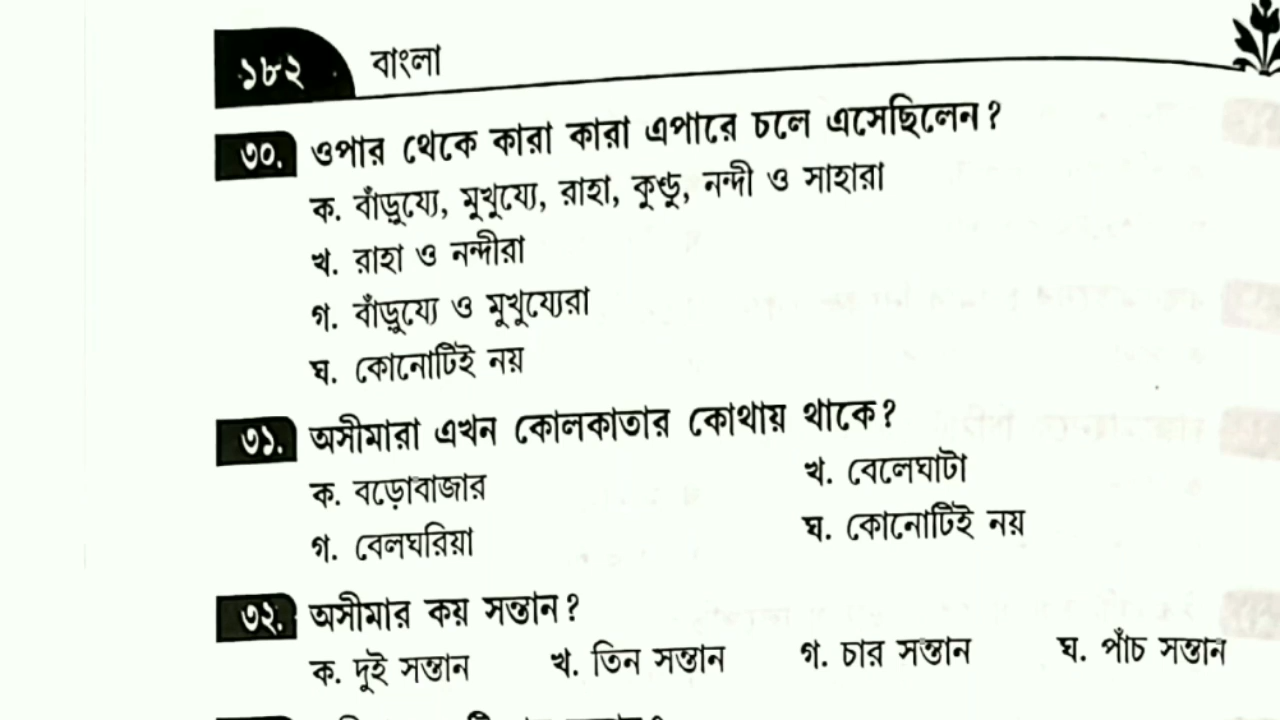 ১৮২ বাংলা
৩০. ওপার থেকে কারা কারা এপারে চলে এসেছিলেন?
ক. বাঁড়ুয্যে, মুখুয্যে, রাহা, কুণ্ডু, নন্দী ও সাহারা
খ. রাহা ও নন্দীরা
গ. বাঁড়ুয্যে ও মুখুয্যেরা
ঘ. কোনোটিই নয়
৩১. অসীমারা এখন কোলকাতার কোথায় থাকে?
ক. বড়োবাজার খ. বেলেঘাটা
গ. বেলঘরিয়া ঘ. কোনোটিই নয়
৩২. অসীমার কয় সন্তান?
ক. দুই সন্তান খ. তিন সন্তান গ. চার সন্তান ঘ. পাঁচ সন্তান